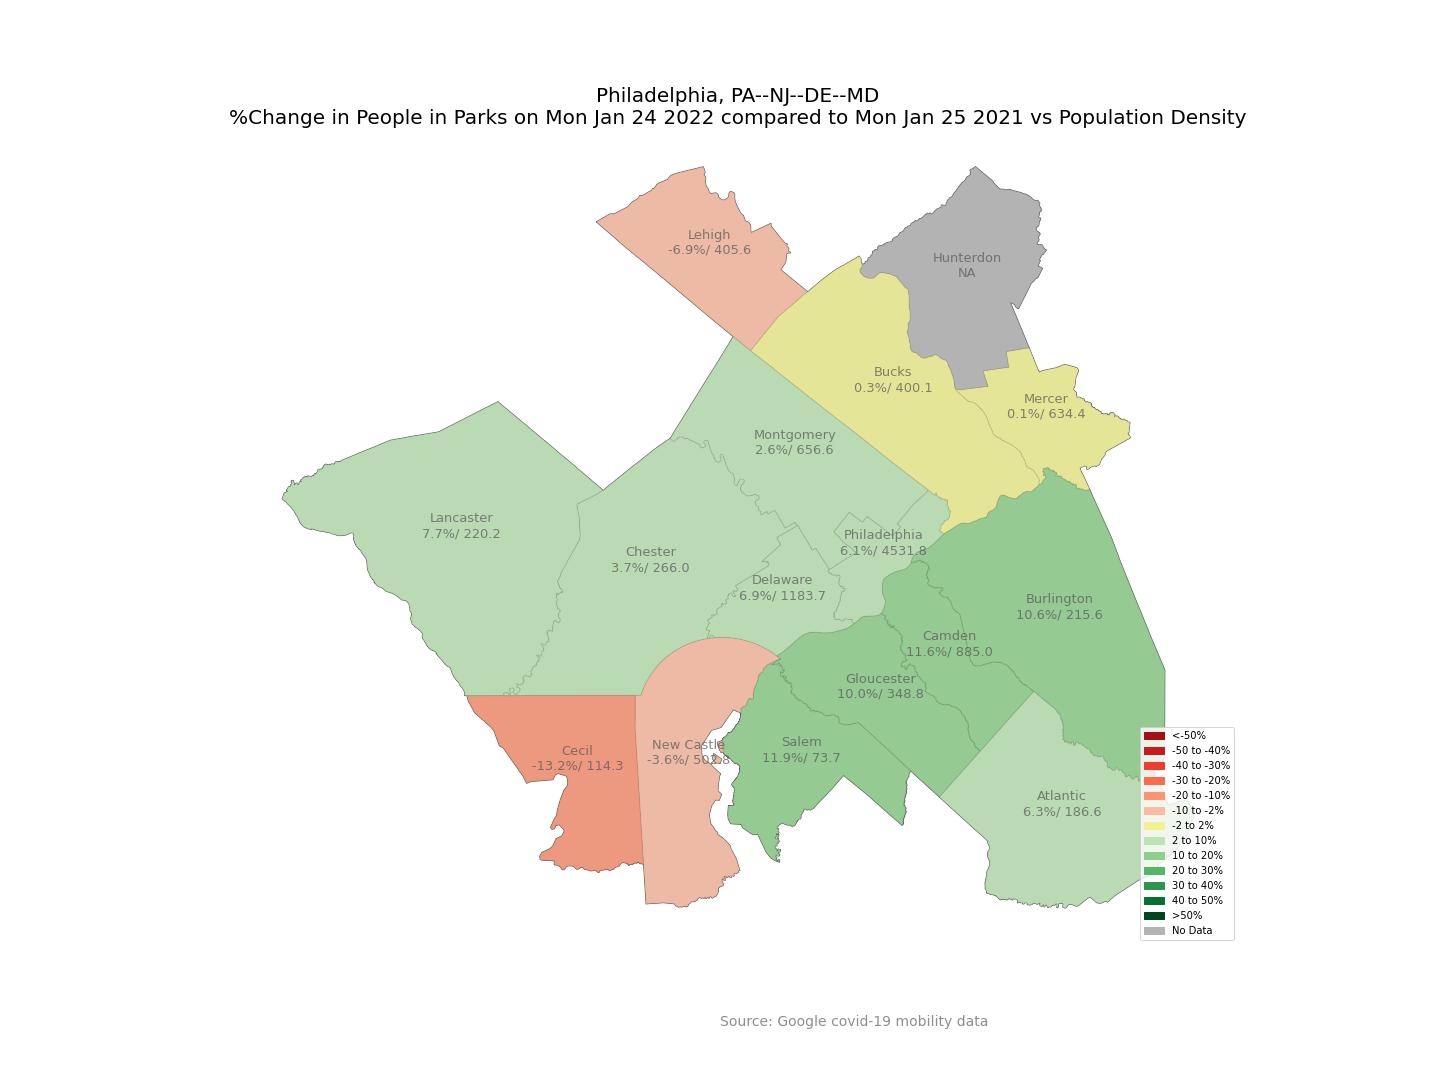 Philadelphia, PA--NJ--DE--MD
%Change in People in Parks on Mon Jan 24 2022 compared to Mon Jan 25 2021 vs Population Density
Lehigh
-6.9%/ 405.6
Hunterdon
NA
Bucks
0.3%/ 400.1
Mercer
0.1%/ 634.4
Montgomery
2.6%/ 656.6
Lancaster
7.7%/ 220.2
Philadelphia
6.1%/ 4531.8
Chester
3.7%/ 266.0
Delaware
6.9%/ 1183.7
Burlington
10.6%/ 215.6
Camden
11.6%/ 885.0
Gloucester
10.0%/ 348.8
Cecil
-13.2%/ 114.3
New Castle
-3.6%/ 502.8
Salem
11.9%/ 73.7
Atlantic
6.3%/ 186.6
<-50%
-50 to -40%
-40 to -30%
-30 to -20%
-20 to -10%
-10 to -2%
-2 to 2%
2 to 10%
10 to 20%
20 to 30%
30 to 40%
40 to 50%
>50%
No Data
Source: Google covid-19 mobility data